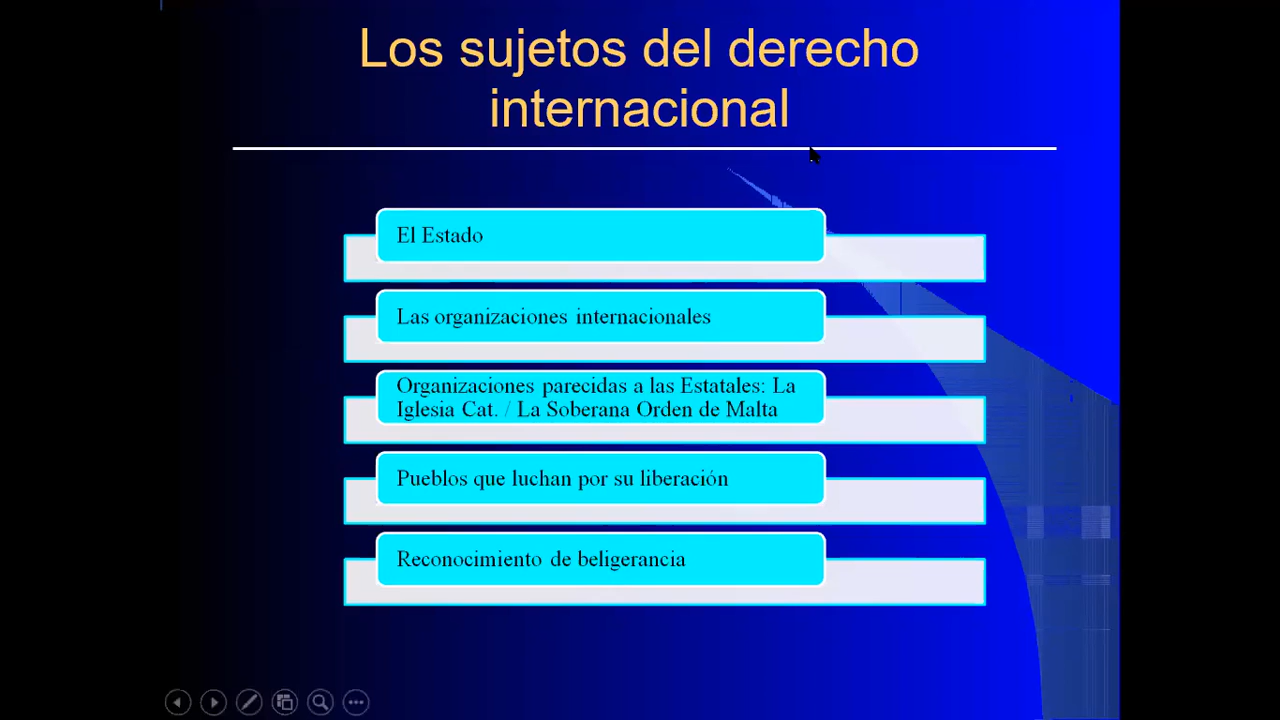 Los sujetos del derecho
internacional
El Estado
Las organizaciones internacionales
Organizaciones parecidas a las Estatales: La
Iglesia Cat. / La Soberana Orden de Malta
Pueblos que luchan por su liberación
Reconocimiento de beligerancia